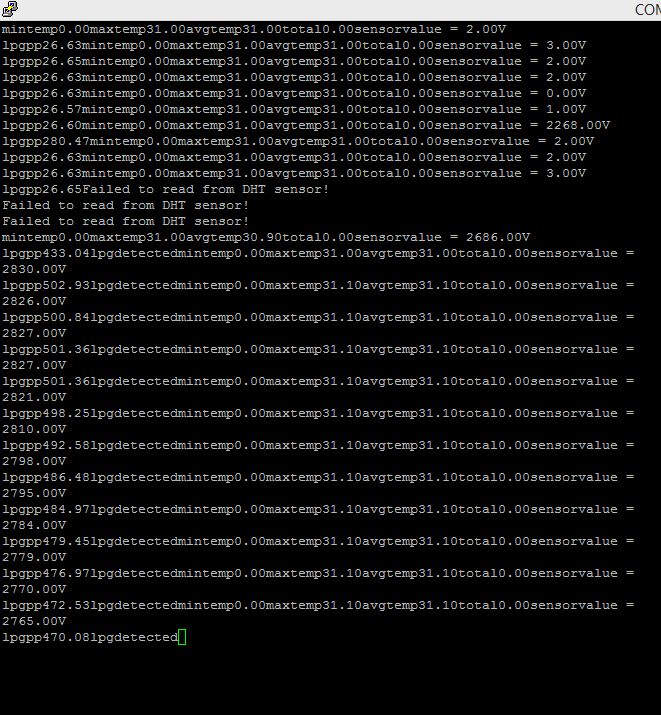 COM
mintemp0.00maxtemp31.00avgtemp31.00total0.00sensorvalue = 2.00V
lpgpp26.63mintemp0.00maxtemp31.00avgtemp31.00total0.00sensorvalue = 3.00V
lpgpp26.65mintemp0.00maxtemp31.00avgtemp31.00total0.00sensorvalue = 2.00V
lpgpp26.63mintemp0.00maxtemp31.00avgtemp31.00total0.00sensorvalue = 2.00V
lpgpp26.63mintemp0.00maxtemp31.00avgtemp31.00total0.00sensorvalue = 0.00V
lpgpp26.57mintemp0.00maxtemp31.00avgtemp31.00total0.00sensorvalue = 1.00V
lpgpp26.60mintemp0.00maxtemp31.00avgtemp31.00total0.00sensorvalue = 2268.00V
lpgpp280.47mintemp0.00maxtemp31.00avgtemp31.00total0.00sensorvalue = 2.00V
lpgpp26.63mintemp0.00maxtemp31.00avgtemp31.00total0.00sensorvalue = 2.00V
lpgpp26.63mintemp0.00maxtemp31.00avgtemp31.00total0.00sensorvalue = 3.00V
lpgpp26.65Failed to read from DHT sensor!
Failed to read from DHT sensor!
Failed to read from DHT sensor!
mintemp0.00maxtemp31.00avgtemp30.90total0.00sensorvalue = 2686.00V
lpgpp433.04lpgdetectedmintemp0.00maxtemp31.00avgtemp31.00total0.00sensorvalue =
2830.00V
lpgpp502.93lpgdetectedmintemp0.00maxtemp31.10avgtemp31.10total0.00sensorvalue =
2826.00V
lpgpp500.84lpgdetectedmintemp0.00maxtemp31.10avgtemp31.10total0.00sensorvalue =
2827.00V
lpgpp501.36lpgdetectedmintemp0.00maxtemp31.10avgtemp31.10total0.00sensorvalue =
2827.00V
lpgpp501.36lpgdetectedmintemp0.00maxtemp31.10avgtemp31.10total0.00sensorvalue =
2821.00V
lpgpp498.25lpgdetectedmintemp0.00maxtemp31.10avgtemp31.10total0.00sensorvalue =
2810.00V
lpgpp492.58lpgdetectedmintemp0.00maxtemp31.10avgtemp31.10total0.00sensorvalue =
2798.00V
lpgpp486.48lpgdetectedmintemp0.00maxtemp31.10avgtemp31.10total0.00sensorvalue =
2795.00V
lpgpp484.97lpgdetectedmintemp0.00maxtemp31.10avgtemp31.10total0.00sensorvalue =
2784.00V
lpgpp479.45lpgdetectedmintemp0.00maxtemp31.10avgtemp31.10total0.00sensorvalue =
2779.00V
lpgpp476.97lpgdetectedmintemp0.00maxtemp31.10avgtemp31.10total0.00sensorvalue =
2770.00V
lpgpp472.53lpgdetectedmintemp0.00maxtemp31.10avgtemp31.10total0.00sensorvalue =
2765.00V
lpgpp470.08lpgdetected